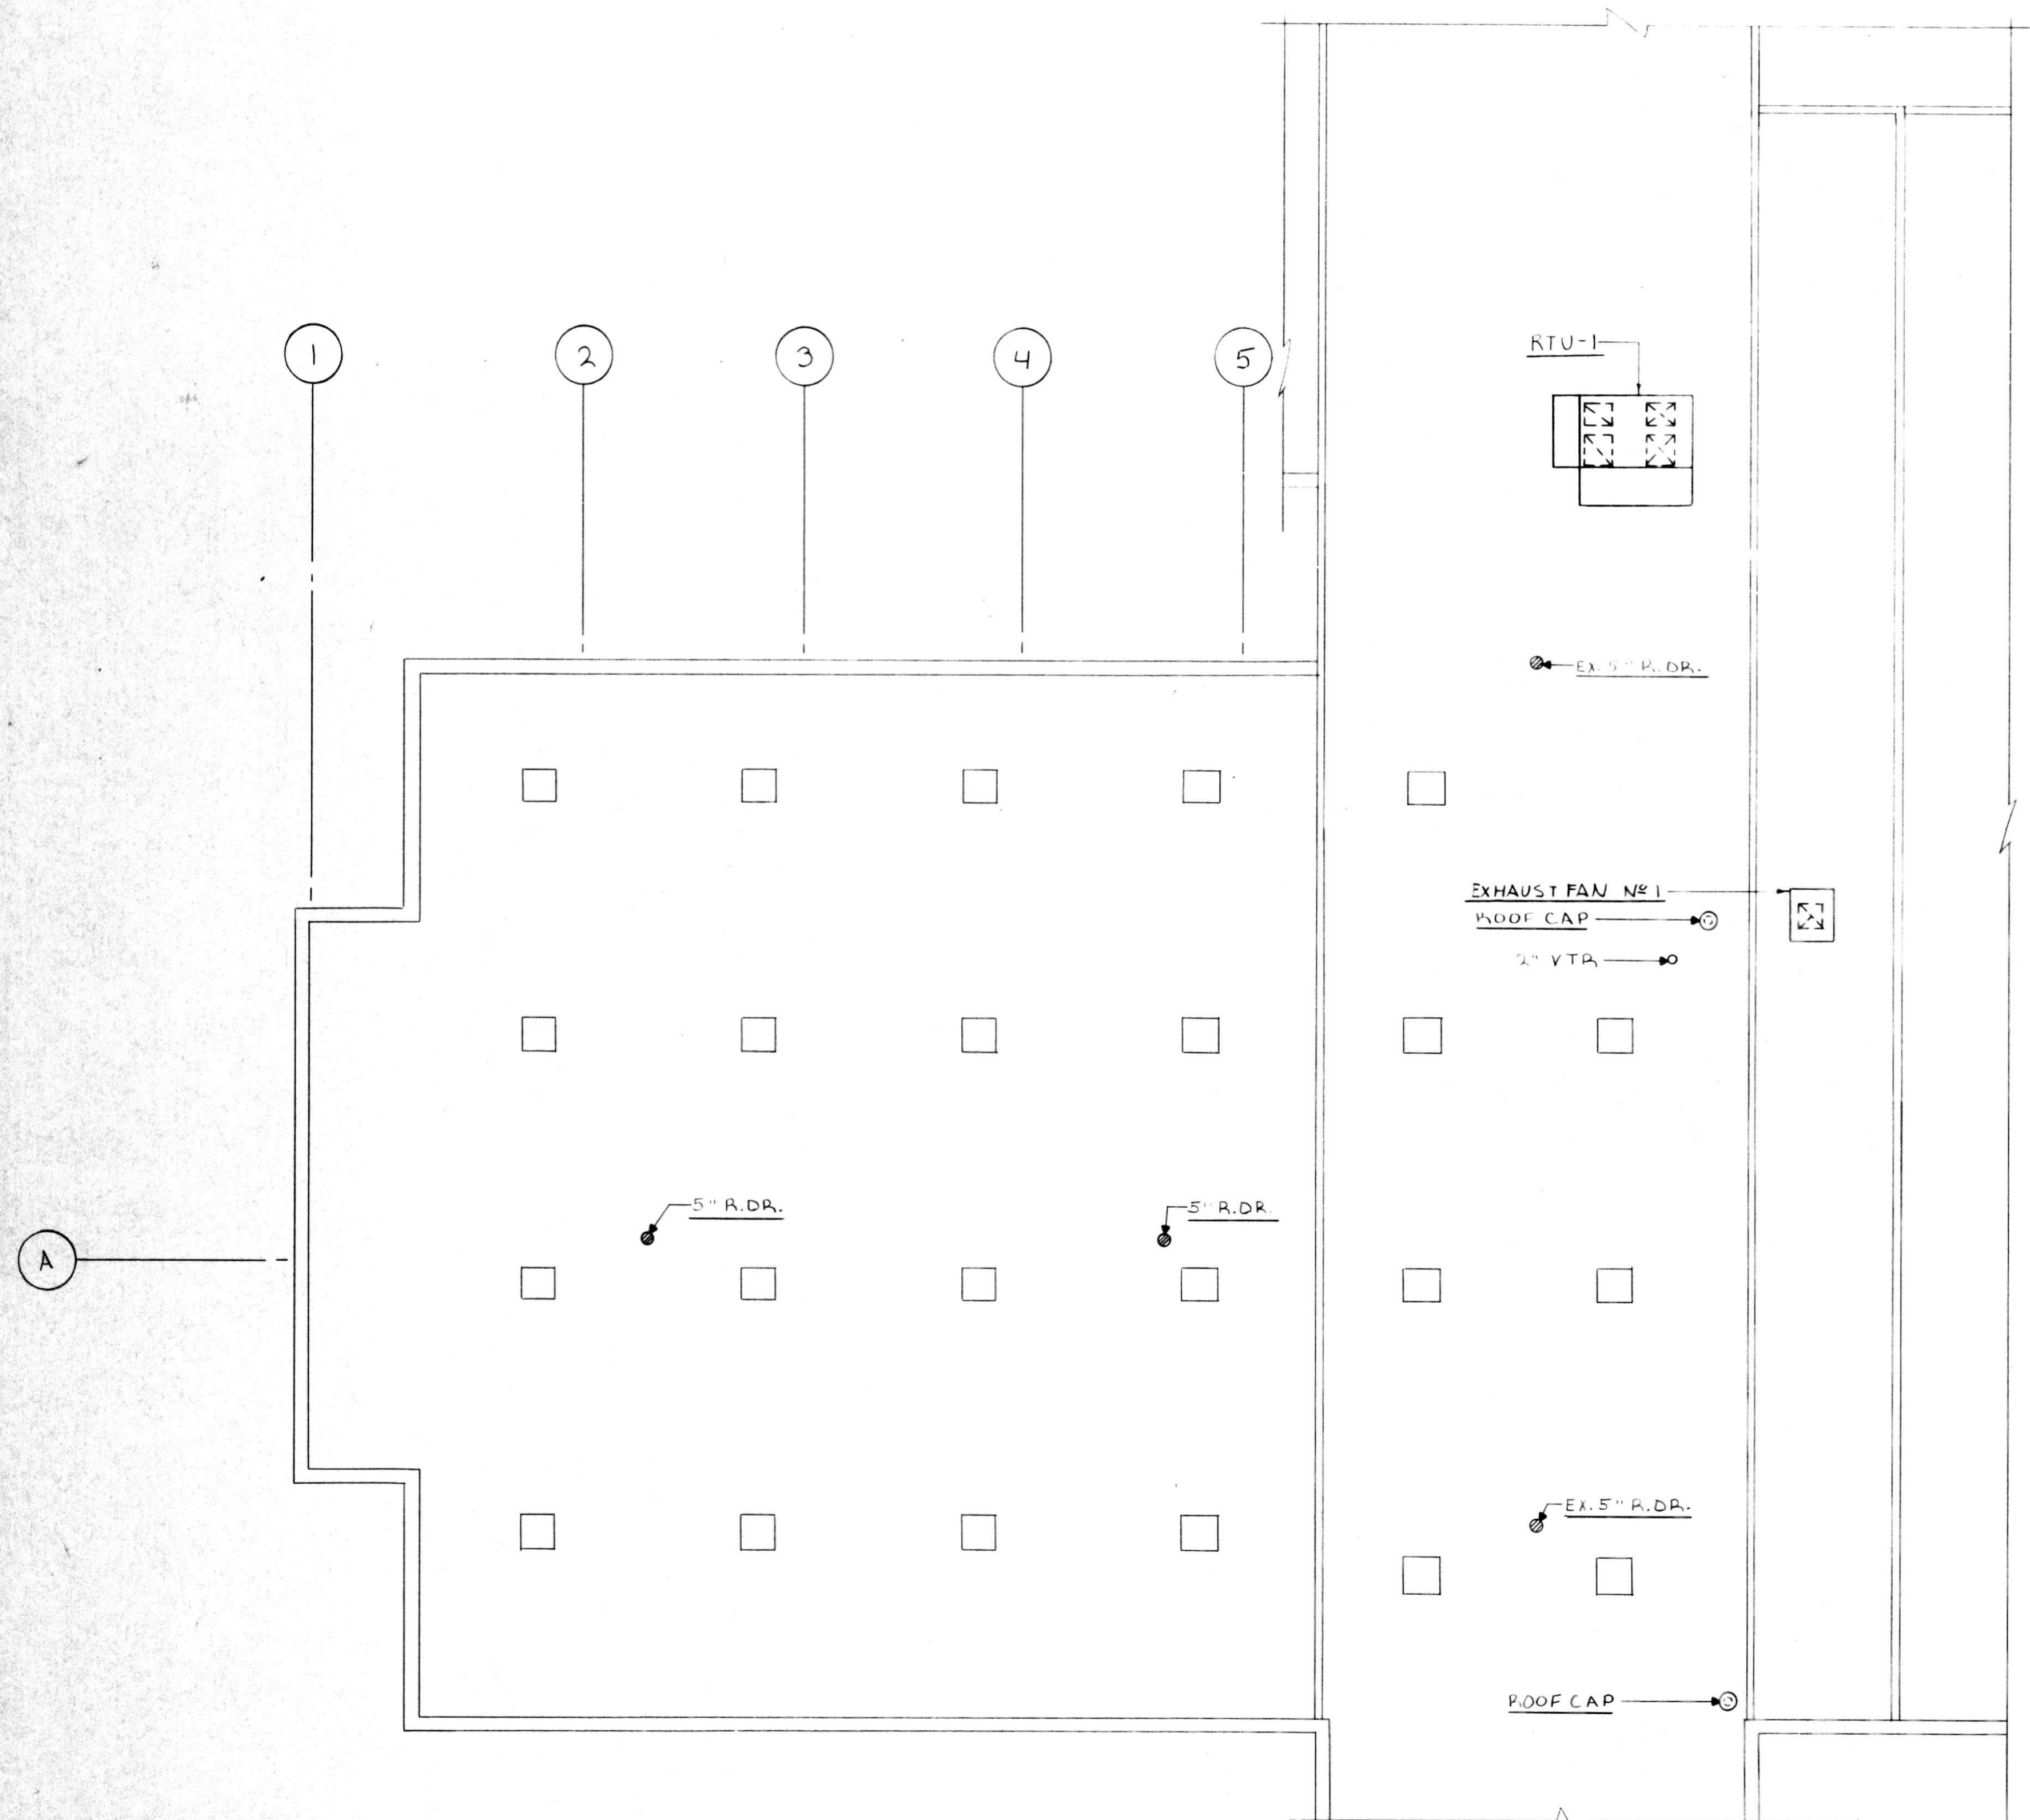 1
2
3
4
5
RTU-1
EX. 5" R.DR.
EXHAUST FAN Nº 1
ROOF CAP
2" VTR
5" R.DR.
5" R.DR.
A
EX. 5" R.DR.
ROOF CAP